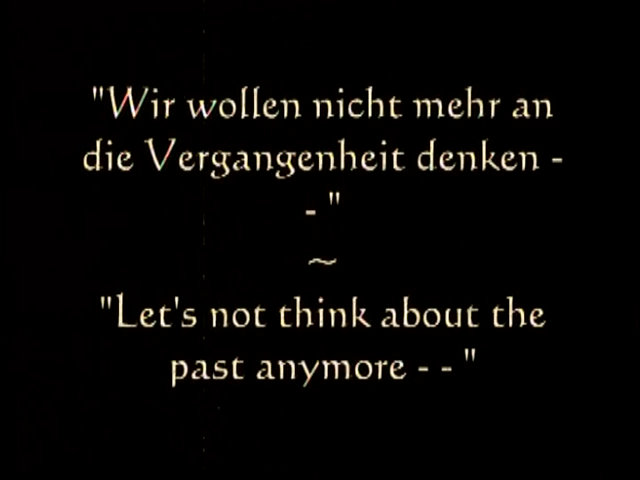 "Wir wollen nicht mehr an
die Vergangenheit denken -
- "
~
"Let's not think about the
past anymore - - "